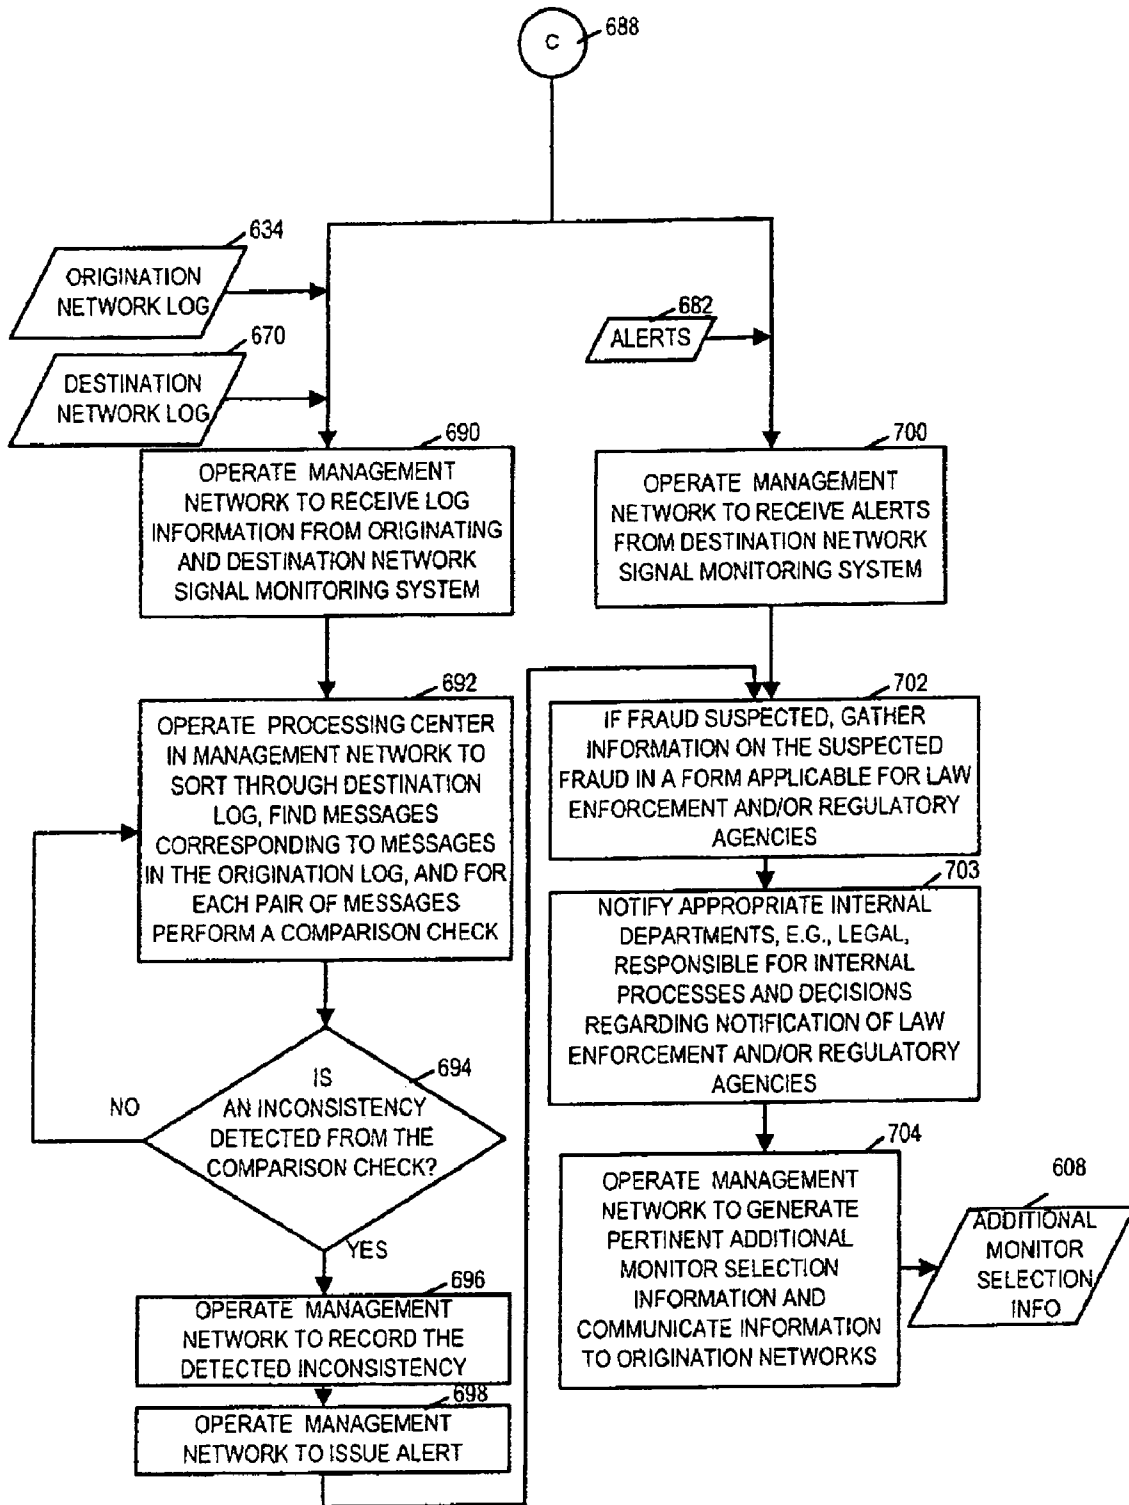 C
688
634
ORIGINATION
NETWORK LOG
670
DESTINATION
NETWORK LOG
682
ALERTS
690
OPERATE MANAGEMENT
NETWORK TO RECEIVE LOG
INFORMATION FROM ORIGINATING
AND DESTINATION NETWORK
SIGNAL MONITORING SYSTEM
700
OPERATE MANAGEMENT
NETWORK TO RECEIVE ALERTS
FROM DESTINATION NETWORK
SIGNAL MONITORING SYSTEM
692
OPERATE PROCESSING CENTER
IN MANAGEMENT NETWORK TO
SORT THROUGH DESTINATION
LOG, FIND MESSAGES
CORRESPONDING TO MESSAGES
IN THE ORIGINATION LOG, AND FOR
EACH PAIR OF MESSAGES
PERFORM A COMPARISON CHECK
702
IF FRAUD SUSPECTED, GATHER
INFORMATION ON THE SUSPECTED
FRAUD IN A FORM APPLICABLE FOR LAW
ENFORCEMENT AND/OR REGULATORY
AGENCIES
703
NOTIFY APPROPRIATE INTERNAL
DEPARTMENTS, E.G., LEGAL,
RESPONSIBLE FOR INTERNAL
PROCESSES AND DECISIONS
REGARDING NOTIFICATION OF LAW
ENFORCEMENT AND/OR REGULATORY
AGENCIES
694
IS
AN INCONSISTENCY
DETECTED FROM THE
COMPARISON CHECK?
NO
YES
696
OPERATE MANAGEMENT
NETWORK TO RECORD THE
DETECTED INCONSISTENCY
698
OPERATE MANAGEMENT
NETWORK TO ISSUE ALERT
704
OPERATE MANAGEMENT
NETWORK TO GENERATE
PERTINENT ADDITIONAL
MONITOR SELECTION
INFORMATION AND
COMMUNICATE INFORMATION
TO ORIGINATION NETWORKS
608
ADDITIONAL
MONITOR
SELECTION
INFO